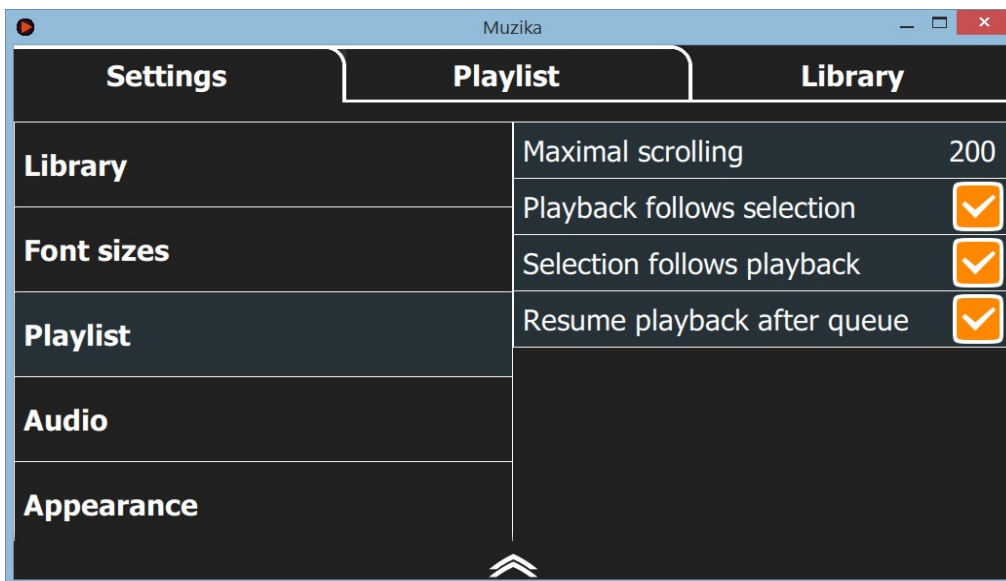 Muzika
Settings
Playlist
Library
Library
Font sizes
Playlist
Audio
Appearance
Maximal scrolling 200
Playback follows selection
Selection follows playback
Resume playback after queue